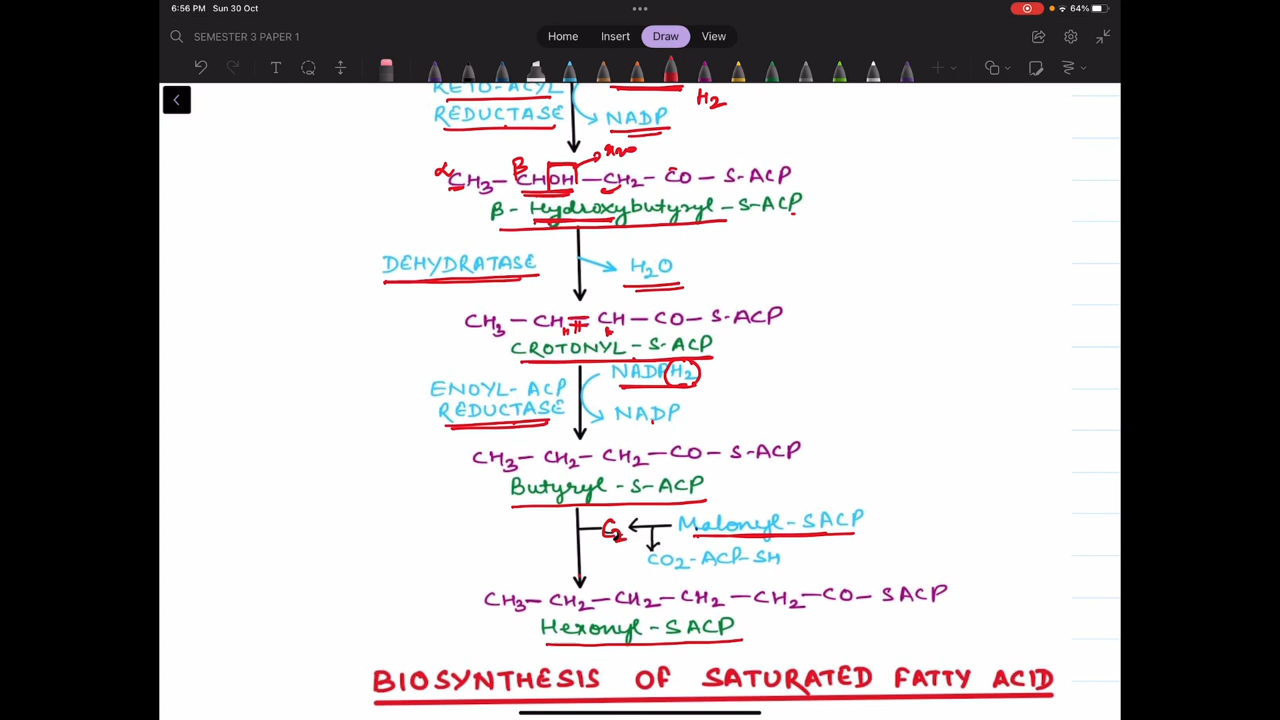 6:56 PM Sun 30 Oct
64%
SEMESTER 3 PAPER 1
Home Insert Draw View
KETO-ACYL
H2
REDUCTASE
NADP
α β H2O
CH3 — CHOH — CH2 — CO — S-ACP
β - Hydroxybutyryl - S-ACP
DEHYDRATASE
H2O
CH3 — CH = CH — CO — S-ACP
H H
CROTONYL - S-ACP
NADPH2
ENOYL-ACP
REDUCTASE
NADP
CH3 — CH2 — CH2 — CO — S-ACP
Butyryl - S-ACP
C2 ← Malonyl - SACP
CO2-ACP-SH
CH3 — CH2 — CH2 — CH2 — CH2 — CO — SACP
Hexonyl - SACP
BIOSYNTHESIS OF SATURATED FATTY ACID